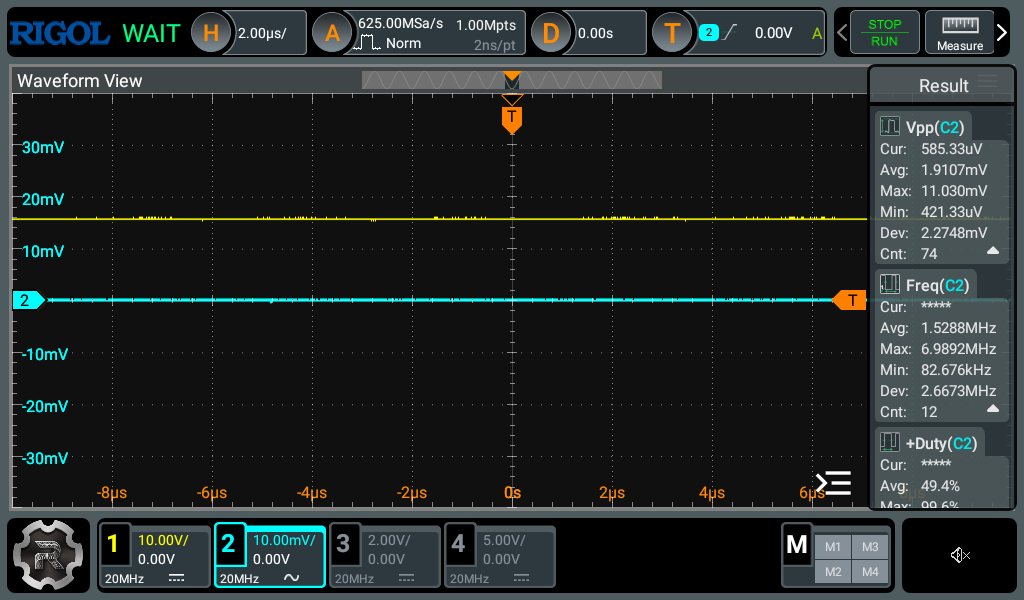 RIGOL WAIT H 2.00μs/ A 625.00MSa/s 1.00Mpts D 0.00s T 2 0.00V A STOP
Norm 2ns/pt RUN Measure
Waveform View Result
T
30mV
20mV
10mV
2 T
-10mV
-20mV
-30mV
-8μs -6μs -4μs -2μs 0s 2μs 4μs 6μs
Vpp(C2)
Cur: 585.33uV
Avg: 1.9107mV
Max: 11.030mV
Min: 421.33uV
Dev: 2.2748mV
Cnt: 74
Freq(C2)
Cur: *****
Avg: 1.5288MHz
Max: 6.9892MHz
Min: 82.676kHz
Dev: 2.6673MHz
Cnt: 12
+Duty(C2)
Cur: *****
Avg: 49.4%
Max: 99.6%
1 10.00V/ 2 10.00mV/ 3 2.00V/ 4 5.00V/ M M1 M3
0.00V 0.00V 0.00V 0.00V M2 M4
20MHz 20MHz 20MHz 20MHz
R